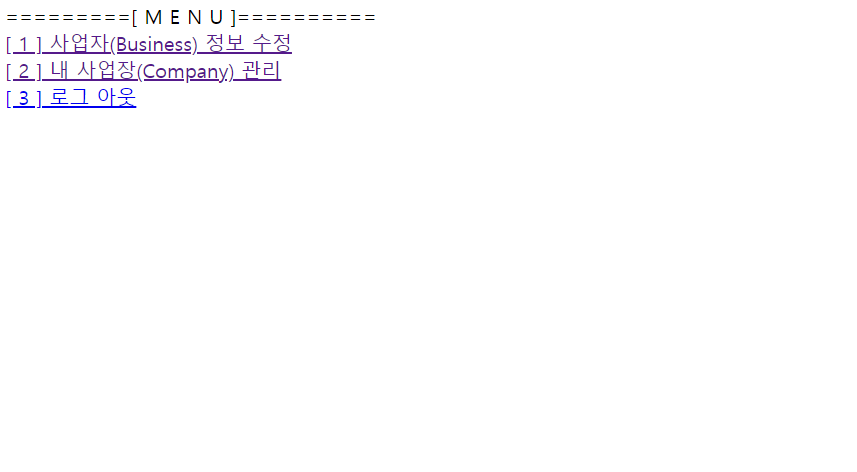 =========[ M E N U ]==========
[ 1 ] 사업자(Business) 정보 수정
[ 2 ] 내 사업장(Company) 관리
[ 3 ] 로그 아웃